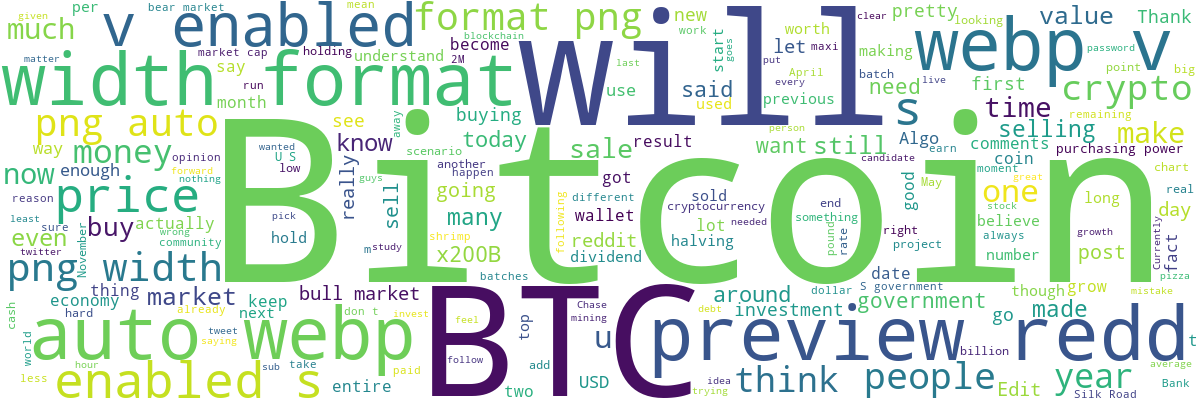 Bitcoin
BTC
will
width format
v enabled
format png
webp v
auto webp
preview redd
enabled s
png width
png auto
price
money
much
per
bear market
mean
given
matter
market cap
holding
blockchain
understand
become
2M
say
run
month
buying
today
know
see
way
now
enough
opinion
U S
low
wanted
forward
nothing
reason
actually
buy
even
least
sure
wrong
community
twitter
November
thing
market
economy
hard
already
next
keep
cash
world
tweet
saying
less
hour
sub
take
entire
paid
don t
invest
feel
follow
bull market
hold
pick
really
sell
away
scenario
another
happen
guys
going
many
shrimp
x200B
m
study
batches
sale
result
got
different
wallet
reddit
dividend
following
halving
lot
sold
cryptocurrency
needed
end
something
pound
rate
right
project
candidate
want
still
person
use
last
new
work
goes
start
said
used
put
let
maxi
April
every
previous
worth
clear
making
batch
live
need
s
pretty
looking
first
password
point
big
value
Thank
crypto
time
remaining
selling
make
comments
purchasing power
Algo
earn
coin
moment
chart
May
great
good
one
stock
believe
always
number
growth
long
real
day
post
fact
Currently
pizza
mistake
grow
though
date
S government
government
dollar
around
investment
go
made
u
Chase
mining
top
debt
add
two
USD
idea
trying
billion
think people
Edit
year
Silk Road
Bank
average
t